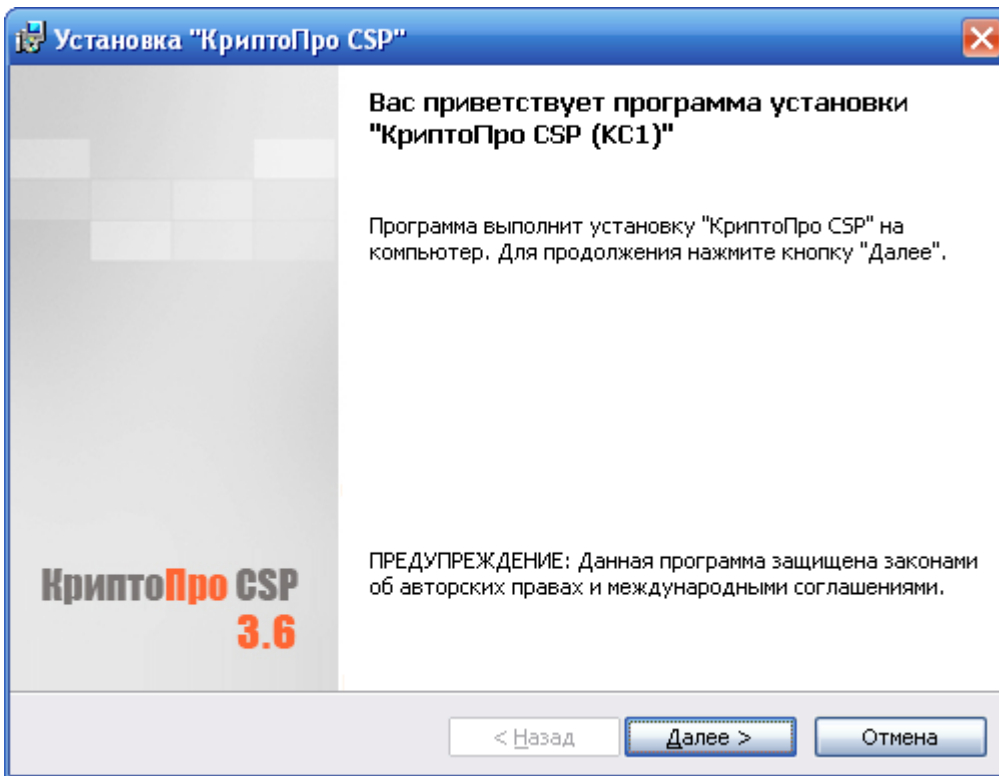 Установка "КриптоПро CSP"
Вас приветствует программа установки
"КриптоПро CSP (KC1)"
Программа выполнит установку "КриптоПро CSP" на
компьютер. Для продолжения нажмите кнопку "Далее".
ПРЕДУПРЕЖДЕНИЕ: Данная программа защищена законами
об авторских правах и международными соглашениями.
КриптоПро CSP
3.6
< Назад
Далее >
Отмена